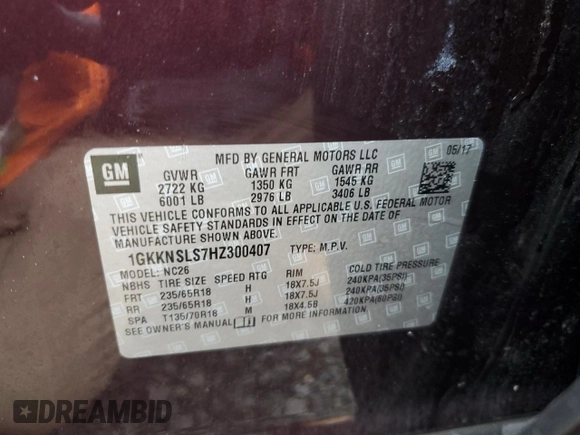 MFD BY GENERAL MOTORS LLC 05/17
GM
GVWR GAWR FRT GAWR RR
2722 KG 1350 KG 1545 KG
6001 LB 2976 LB 3406 LB
THIS VEHICLE CONFORMS TO ALL APPLICABLE U.S. FEDERAL MOTOR
VEHICLE SAFETY STANDARDS IN EFFECT ON THE DATE OF
MANUFACTURE SHOWN ABOVE.
1GKKNSLS7HZ300407 TYPE: M.P.V.
MODEL: NC26
NBHS TIRE SIZE SPEED RTG RIM COLD TIRE PRESSURE
FRT 235/65R18 H 18X7.5J 240KPA(35PSI)
RR 235/65R18 H 18X7.5J 240KPA(35PSI)
SPA T135/70R18 M 18X4.5B 420KPA(60PSI)
SEE OWNER'S MANUAL FOR MORE INFORMATION.
DREAMBID